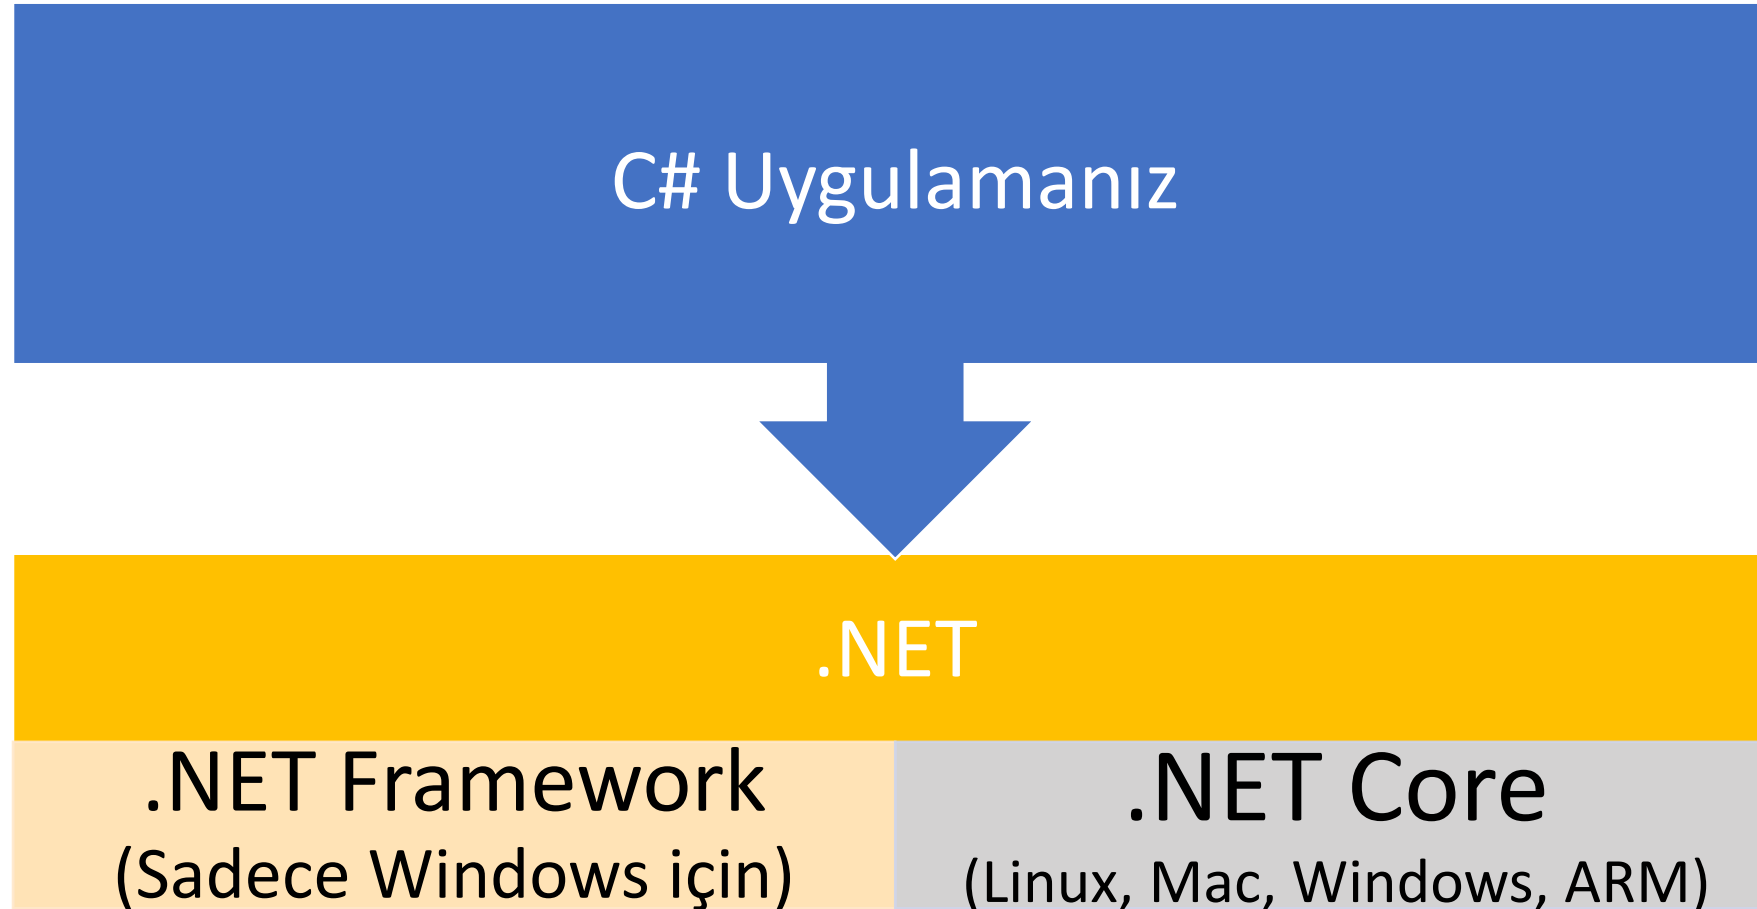 C# Uygulamanız
.NET
.NET Framework
(Sadece Windows için)
.NET Core
(Linux, Mac, Windows, ARM)